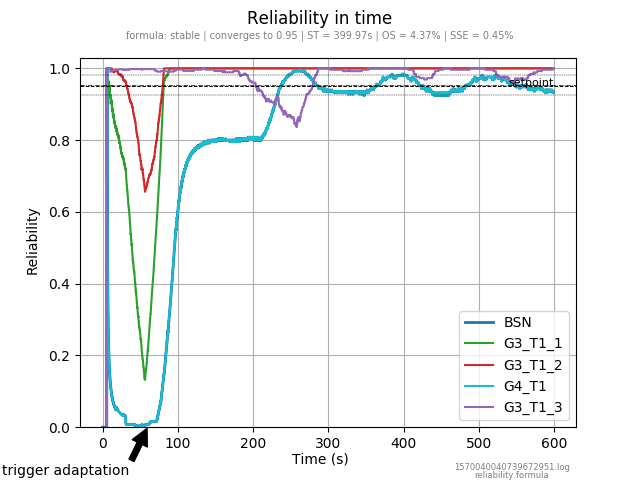 Reliability in time
formula: stable | converges to 0.95 | ST = 399.97s | OS = 4.37% | SSE = 0.45%
1.0
0.8
0.6
0.4
0.2
0.0
Reliability
setpoint
BSN
G3_T1_1
G3_T1_2
G4_T1
G3_T1_3
0 100 200 300 400 500 600
Time (s)
trigger adaptation
1570040040739672951.log
reliability.formula